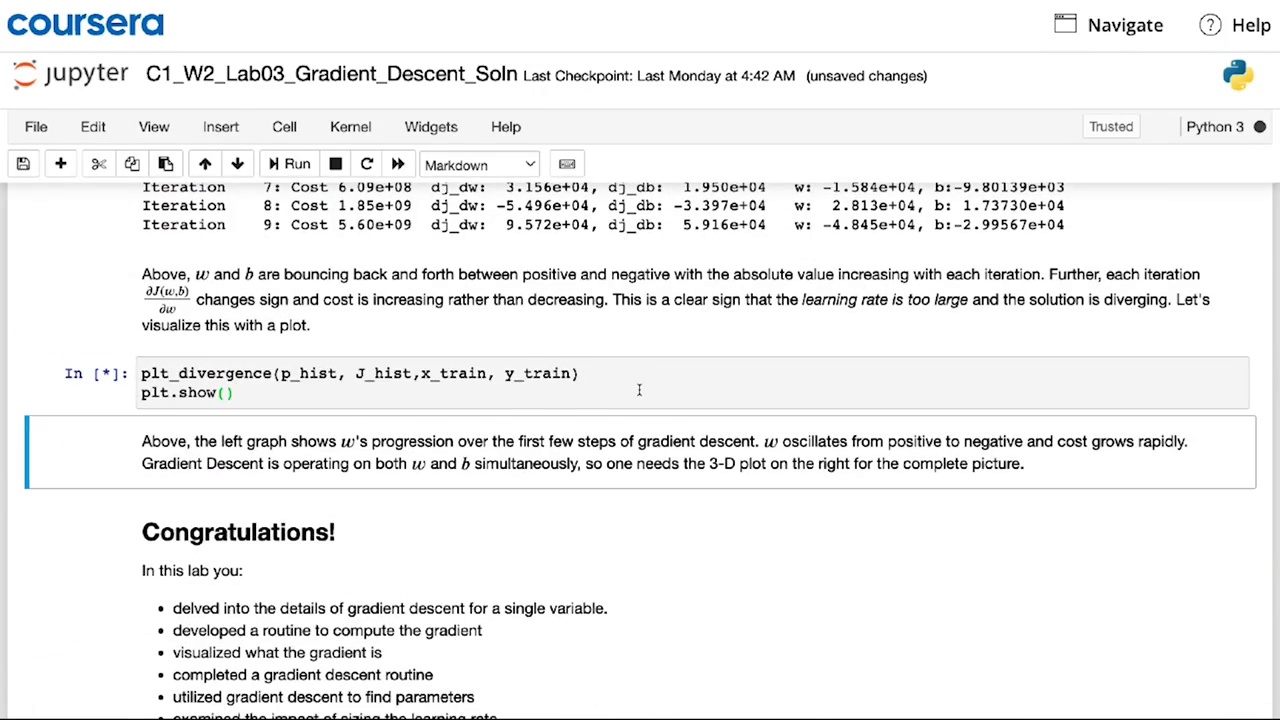 coursera
Navigate
Help
jupyter C1_W2_Lab03_Gradient_Descent_Soln Last Checkpoint: Last Monday at 4:42 AM (unsaved changes)
File Edit View Insert Cell Kernel Widgets Help Trusted Python 3
Run Markdown
Iteration 7: Cost 6.09e+08 dj_dw: 3.156e+04, dj_db: 1.950e+04 w: -1.584e+04, b:-9.80139e+03
Iteration 8: Cost 1.85e+09 dj_dw: -5.496e+04, dj_db: -3.397e+04 w: 2.813e+04, b: 1.73730e+04
Iteration 9: Cost 5.60e+09 dj_dw: 9.572e+04, dj_db: 5.916e+04 w: -4.845e+04, b:-2.99567e+04
Above, w and b are bouncing back and forth between positive and negative with the absolute value increasing with each iteration. Further, each iteration
∂J(w,b)/∂w changes sign and cost is increasing rather than decreasing. This is a clear sign that the learning rate is too large and the solution is diverging. Let's
visualize this with a plot.
In [*]: plt_divergence(p_hist, J_hist,x_train, y_train)
plt.show()
Above, the left graph shows w's progression over the first few steps of gradient descent. w oscillates from positive to negative and cost grows rapidly.
Gradient Descent is operating on both w and b simultaneously, so one needs the 3-D plot on the right for the complete picture.
Congratulations!
In this lab you:
• delved into the details of gradient descent for a single variable.
• developed a routine to compute the gradient
• visualized what the gradient is
• completed a gradient descent routine
• utilized gradient descent to find parameters
• examined the impact of sizing the learning rate